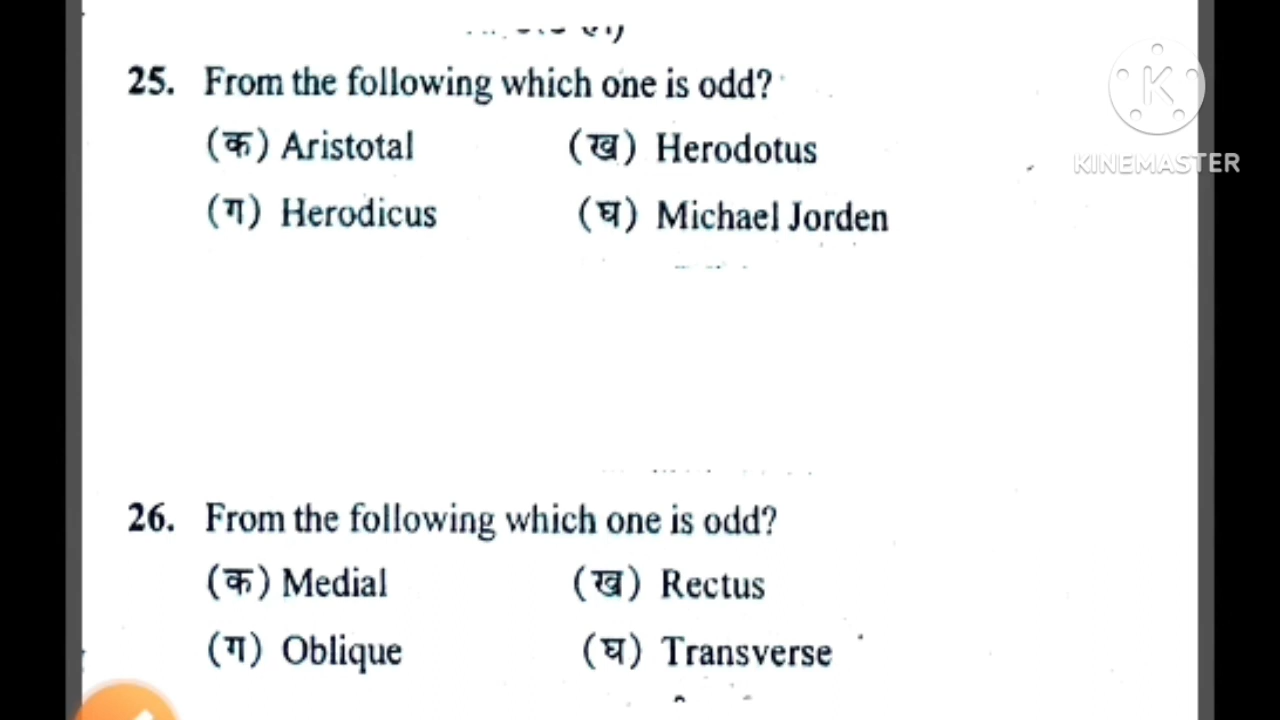 25. From the following which one is odd?
(क) Aristotal (ख) Herodotus
(ग) Herodicus (घ) Michael Jorden
26. From the following which one is odd?
(क) Medial (ख) Rectus
(ग) Oblique (घ) Transverse
KINEMASTER